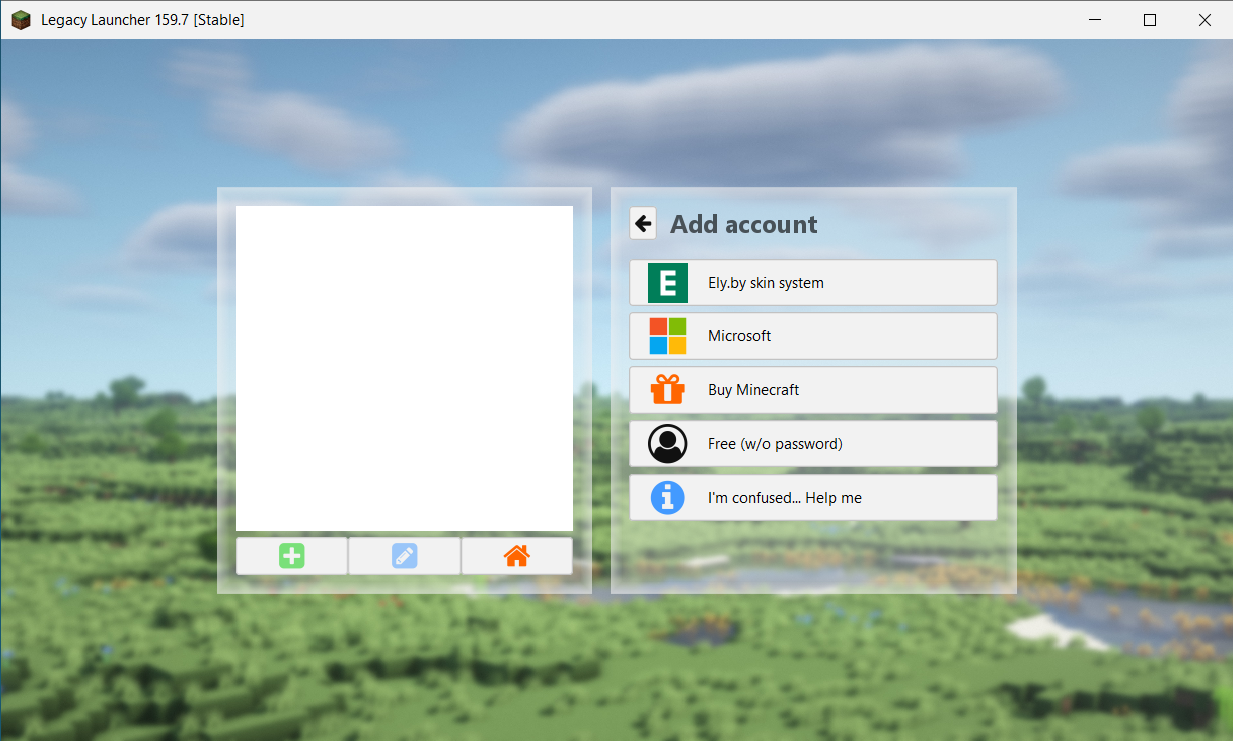 Legacy Launcher 159.7 [Stable]
Add account
E Ely.by skin system
Microsoft
Buy Minecraft
Free (w/o password)
I'm confused... Help me